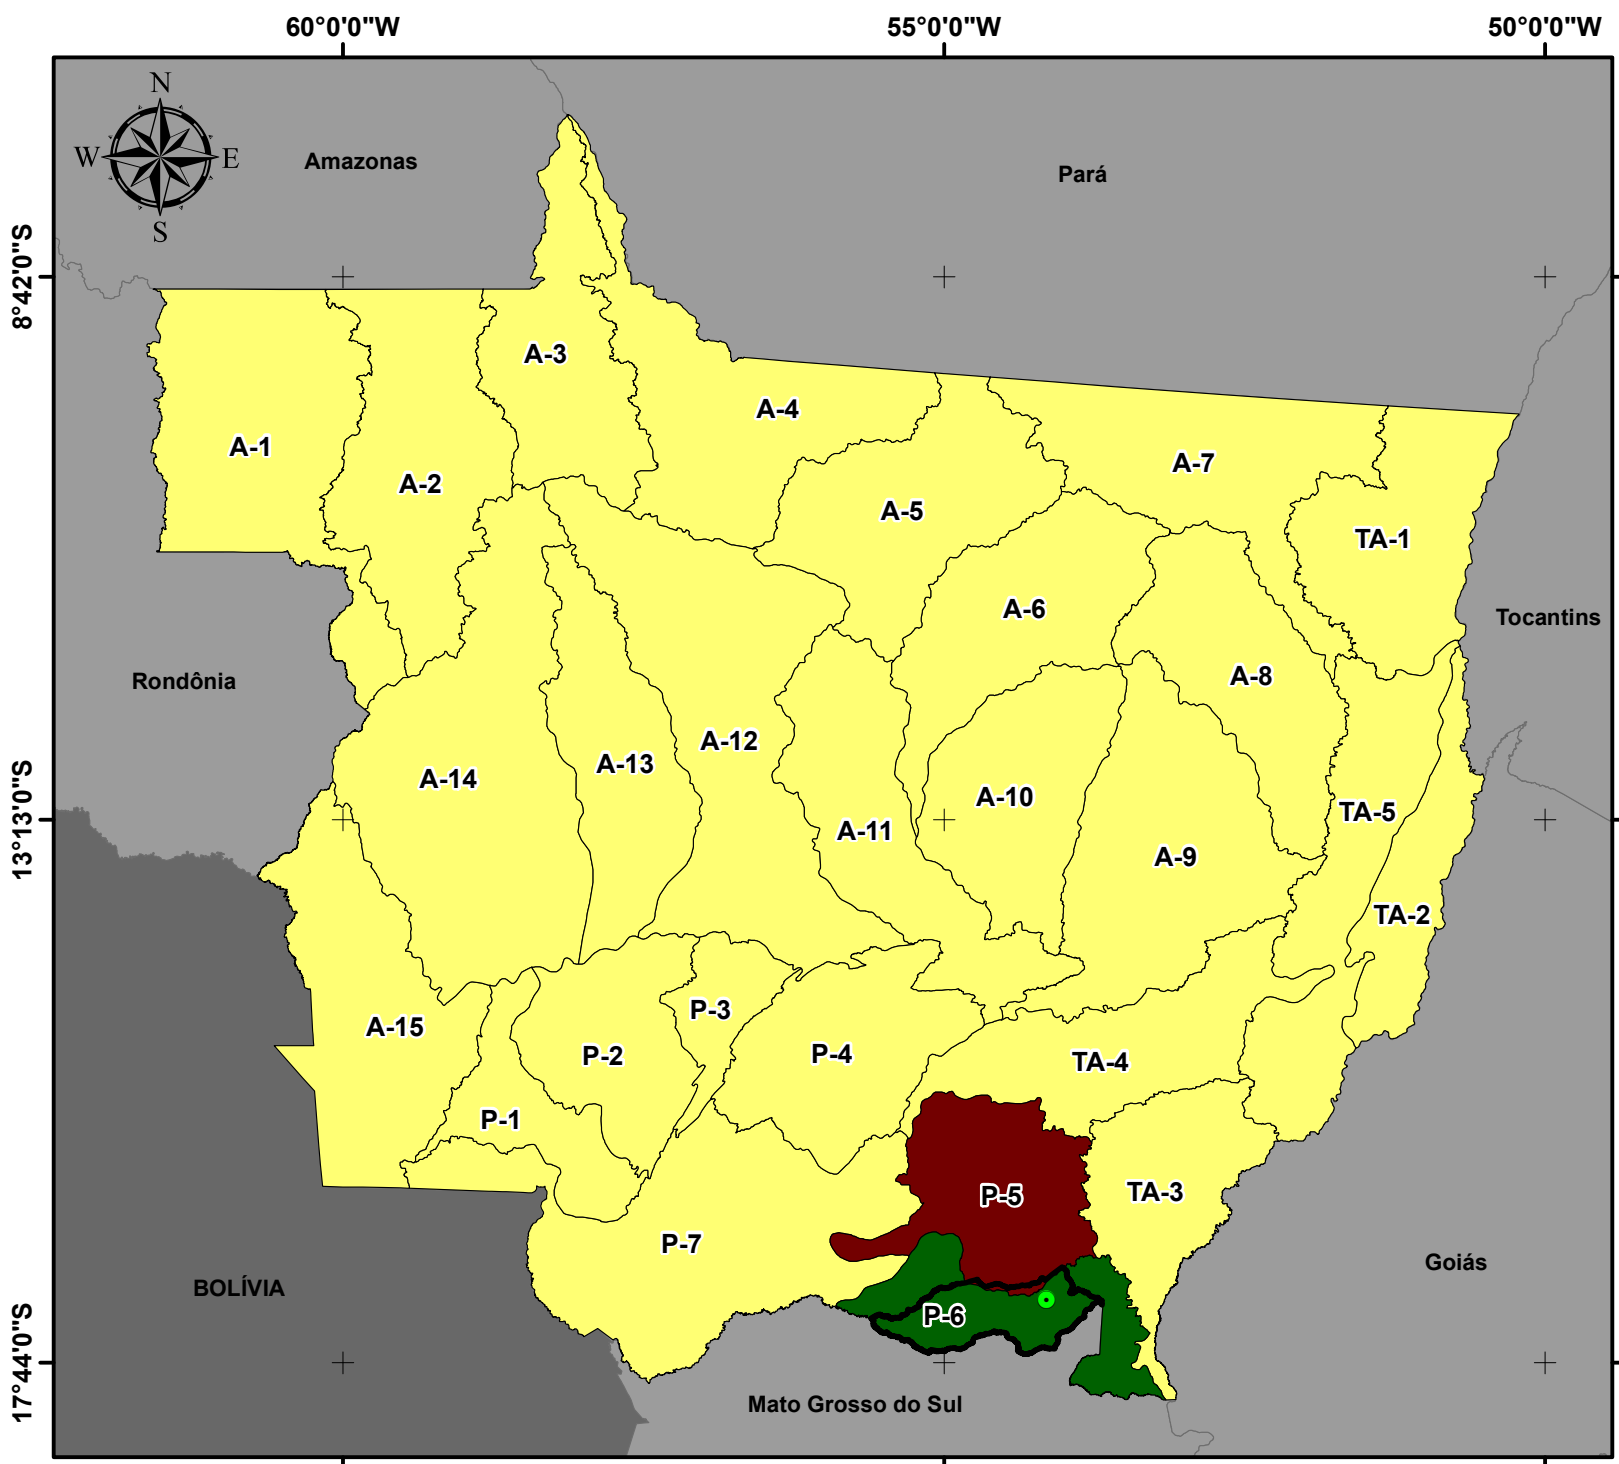 60°0'0"W
55°0'0"W
50°0'0"W
N
W
E
S
Amazonas
Pará
8°42'0"S
A-3
A-4
A-1
A-7
A-2
A-5
TA-1
A-6
Tocantins
Rondônia
A-8
A-12
A-13
A-14
A-10
TA-5
13°13'0"S
A-11
A-9
TA-2
P-3
A-15
P-4
P-2
TA-4
P-1
TA-3
P-5
P-7
Goiás
BOLÍVIA
P-6
17°44'0"S
Mato Grosso do Sul